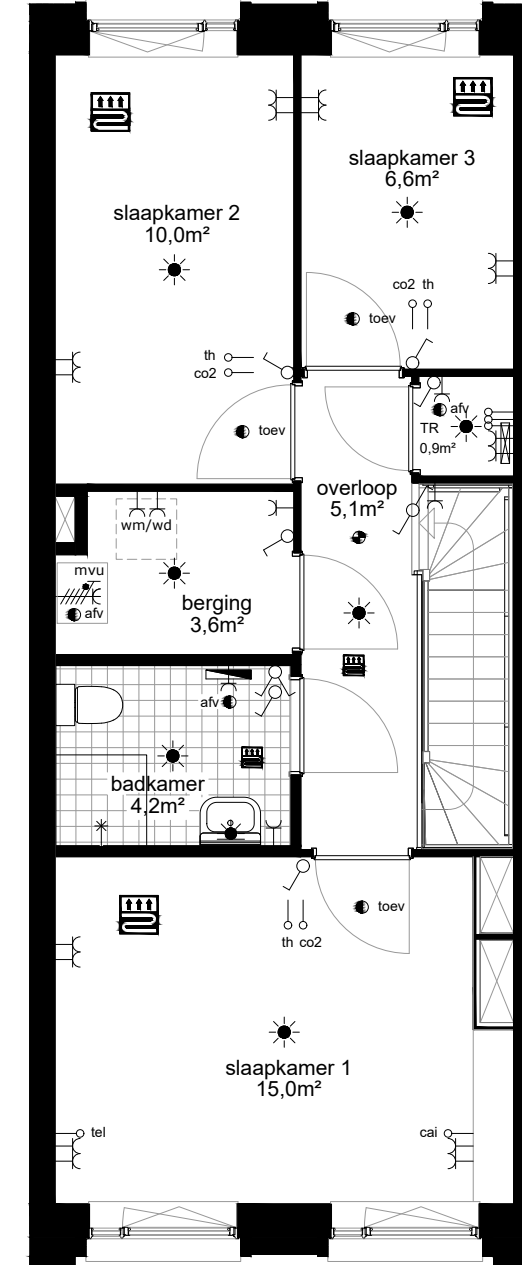 slaapkamer 3
6,6m²
slaapkamer 2
10,0m²
co2 th
toev
th
co2
toev
afv
TR
0,9m²
overloop
5,1m²
wm/wd
mvu
berging
3,6m²
afv
afv
badkamer
4,2m²
toev
th co2
slaapkamer 1
15,0m²
tel
cai